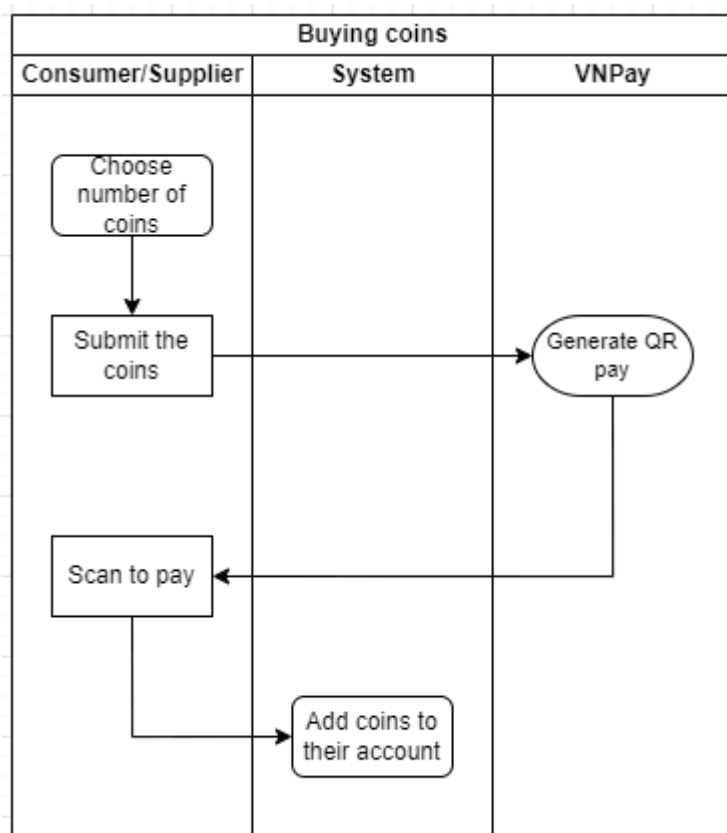 Buying coins
Consumer/Supplier
System
VNPay
Choose
number of
coins
Submit the
coins
Generate QR
pay
Scan to pay
Add coins to
their account